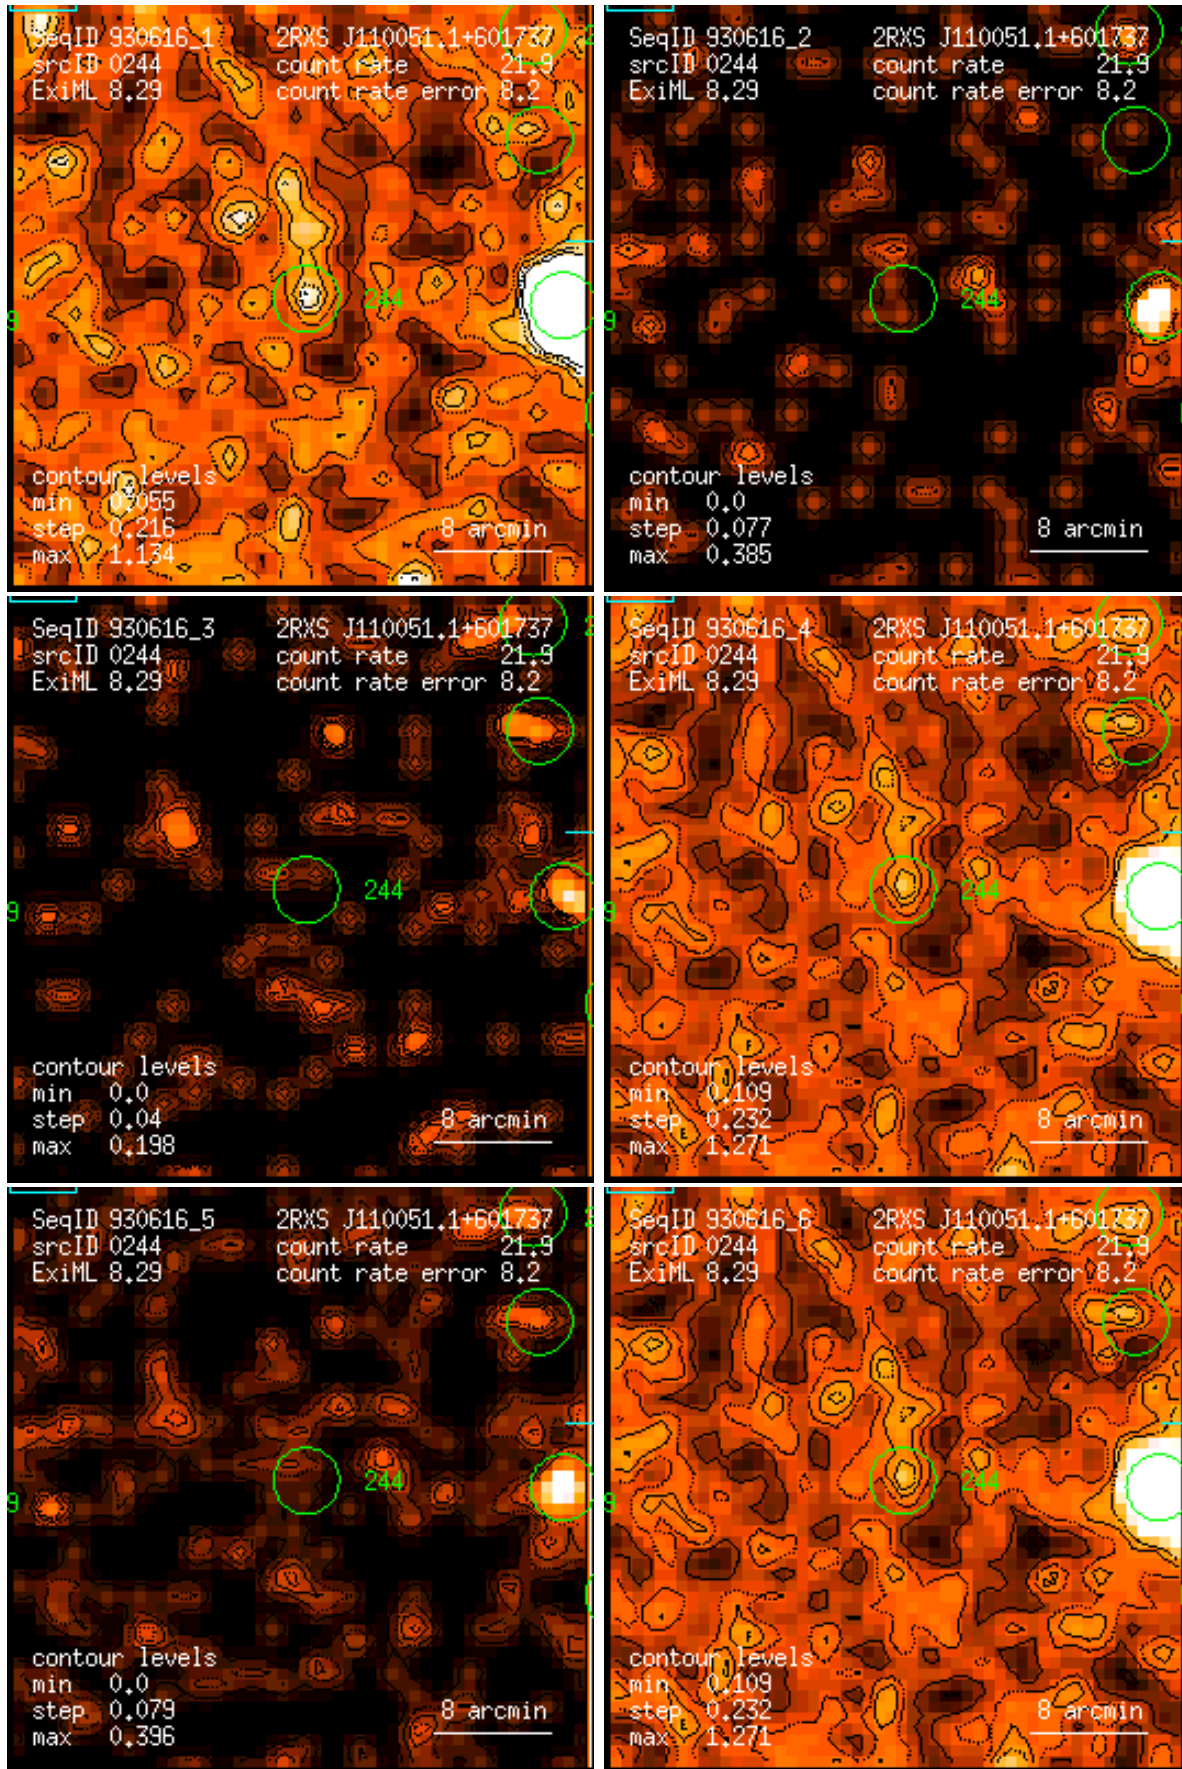 SeqID 930616_1 2RXS J110051.1+601737
srcID 0244 count rate 21.9
ExiML 8.29 count rate error 8.2
244
9
contour levels
min 0.055
step 0.216
max 1.134
8 arcmin
SeqID 930616_2 2RXS J110051.1+601737
srcID 0244 count rate 21.9
ExiML 8.29 count rate error 8.2
244
9
contour levels
min 0.0
step 0.077
max 0.385
8 arcmin
SeqID 930616_3 2RXS J110051.1+601737
srcID 0244 count rate 21.9
ExiML 8.29 count rate error 8.2
244
9
contour levels
min 0.0
step 0.04
max 0.198
8 arcmin
SeqID 930616_4 2RXS J110051.1+601737
srcID 0244 count rate 21.9
ExiML 8.29 count rate error 8.2
244
9
contour levels
min 0.109
step 0.232
max 1.271
8 arcmin
SeqID 930616_5 2RXS J110051.1+601737
srcID 0244 count rate 21.9
ExiML 8.29 count rate error 8.2
244
9
contour levels
min 0.0
step 0.079
max 0.396
8 arcmin
SeqID 930616_6 2RXS J110051.1+601737
srcID 0244 count rate 21.9
ExiML 8.29 count rate error 8.2
244
9
contour levels
min 0.109
step 0.232
max 1.271
8 arcmin